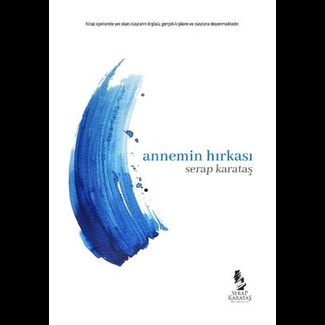 Kitap içerisinde yer alan olayların örgüsü, gerçek kişilere ve olaylara dayanmaktadır.
annemin hırkası
serap karataş
SERAP
KARATAŞ